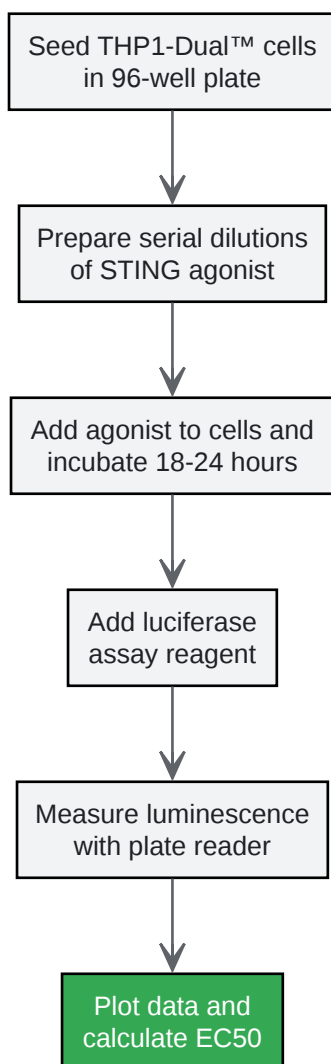 Seed THP1-Dual™ cells
in 96-well plate
Prepare serial dilutions
of STING agonist
Add agonist to cells and
incubate 18-24 hours
Add luciferase
assay reagent
Measure luminescence
with plate reader
Plot data and
calculate EC50